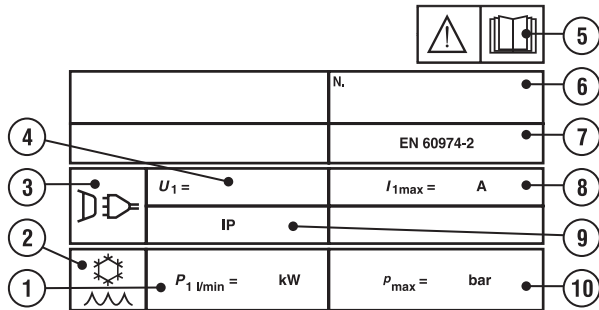 5
N.
6
4
EN 60974-2
7
3
U1 =
I1max = A
8
IP
9
2
1
P1 l/min = kW
pmax = bar
10